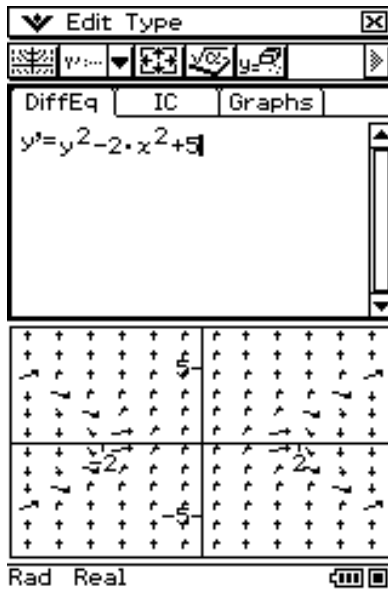 Edit Type
y':—
y=
DiffEq IC Graphs
y'=y²-2·x²+5
5
-2 2
-5
Rad Real